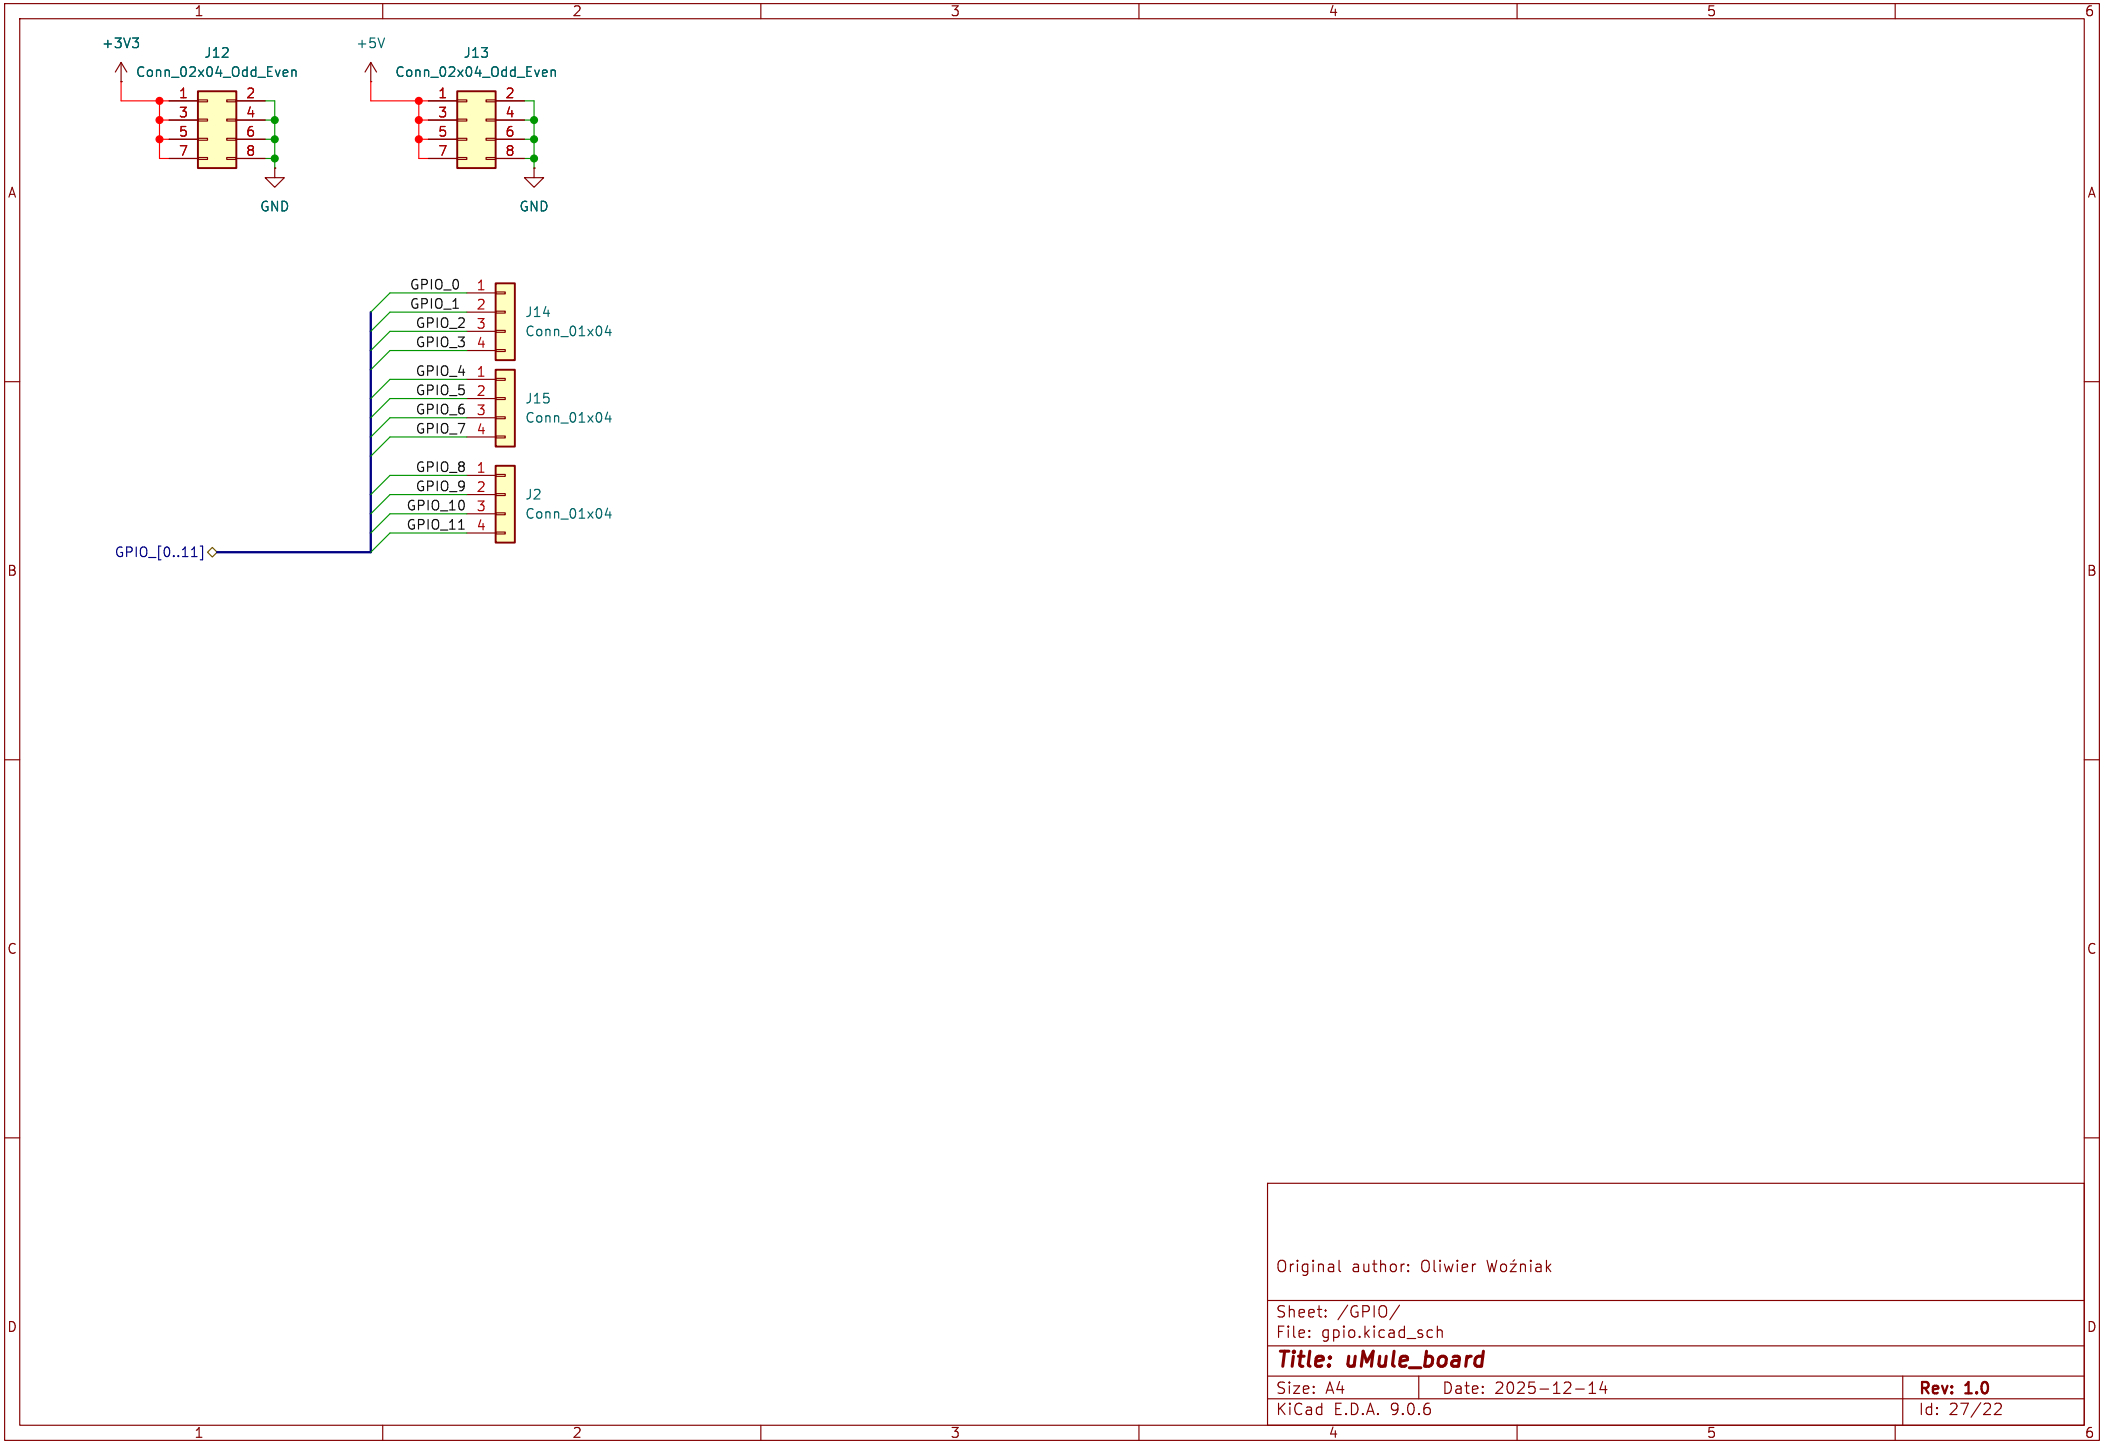 1 2 3 4 5 6
+3V3
J12
Conn_02x04_Odd_Even
1 2
3 4
5 6
7 8
GND
+5V
J13
Conn_02x04_Odd_Even
1 2
3 4
5 6
7 8
GND
A A
GPIO_0 1
GPIO_1 2
GPIO_2 3
GPIO_3 4
J14
Conn_01x04
GPIO_4 1
GPIO_5 2
GPIO_6 3
GPIO_7 4
J15
Conn_01x04
GPIO_8 1
GPIO_9 2
GPIO_10 3
GPIO_11 4
J2
Conn_01x04
GPIO_[0..11]
B B
C C
D D
Original author: Oliwier Woźniak
Sheet: /GPIO/
File: gpio.kicad_sch
Title: uMule_board
Size: A4 Date: 2025-12-14 Rev: 1.0
KiCad E.D.A. 9.0.6 Id: 27/22
1 2 3 4 5 6